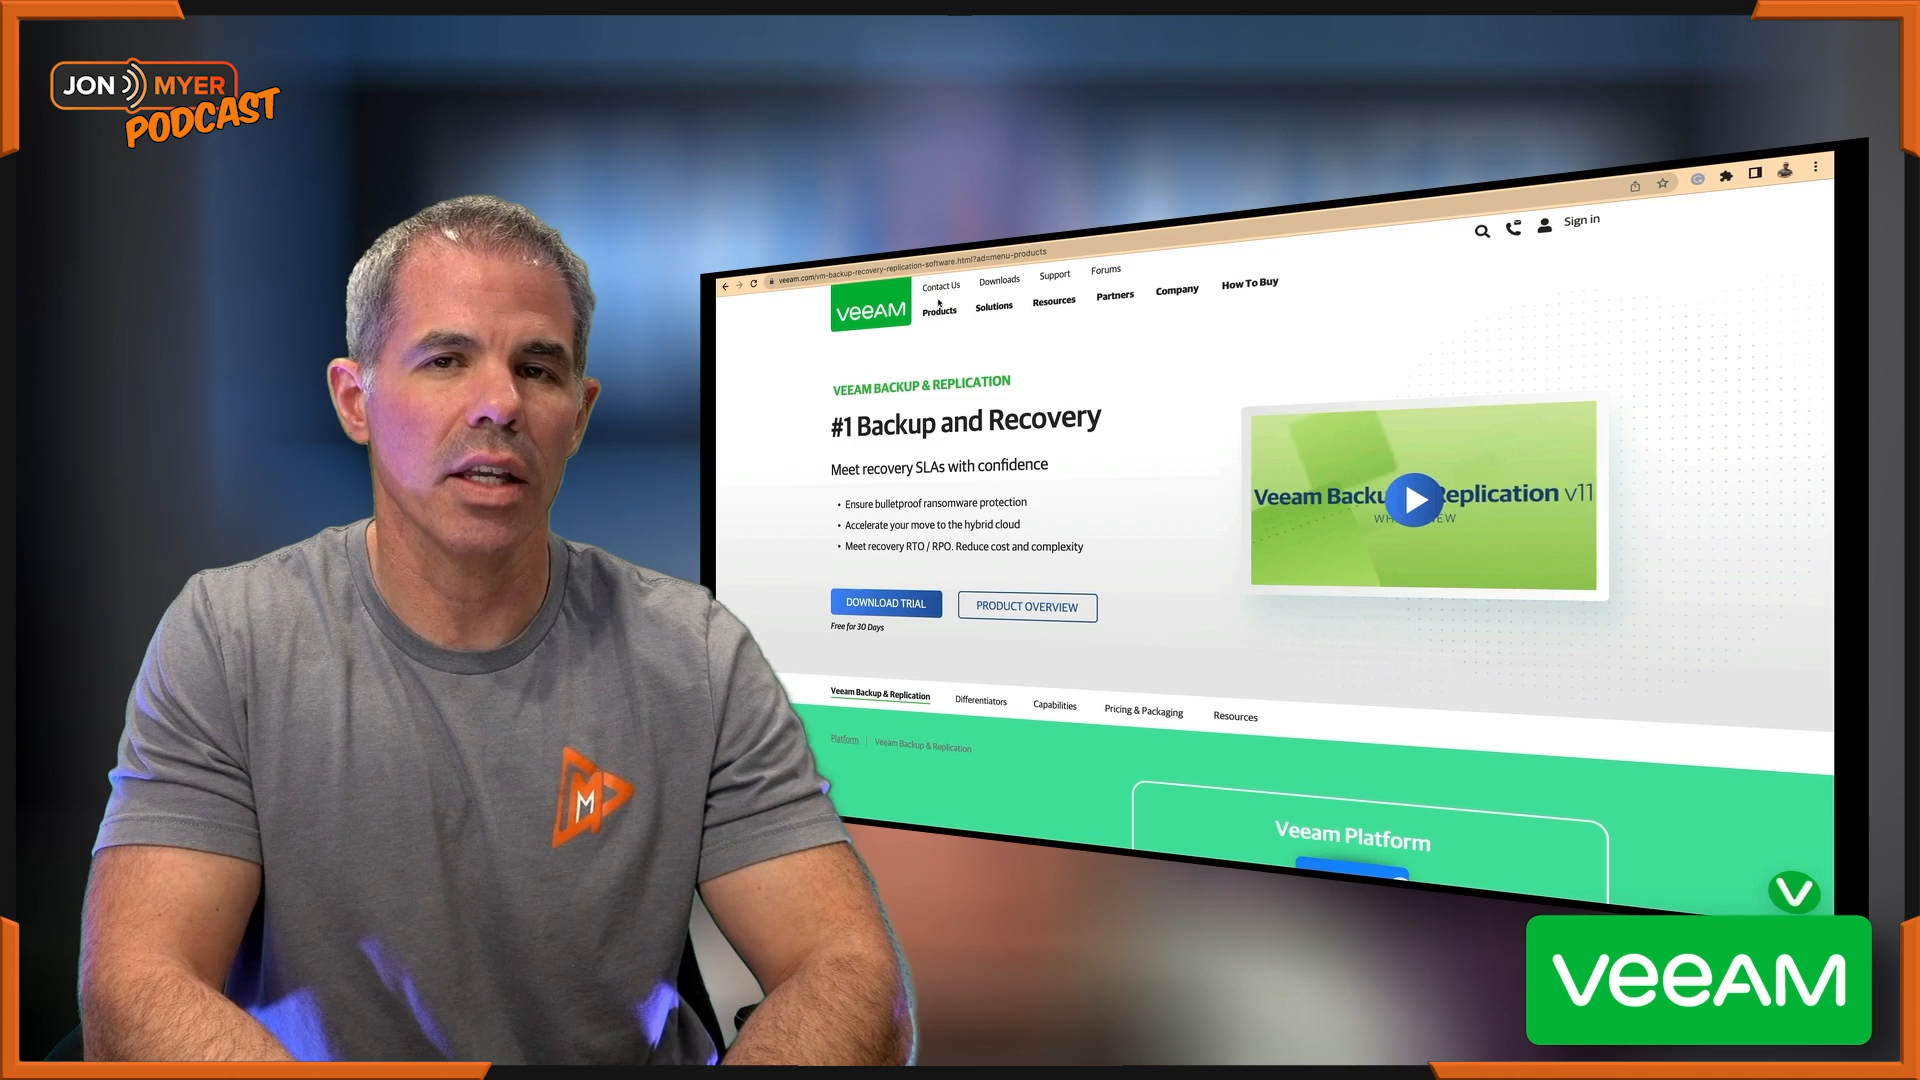 JON MYER
PODCAST
veeam.com/vm-backup-recovery-replication-software.html?ad=menu-products
Sign in
Contact Us
Downloads
Support
Forums
veeAM
Products
Solutions
Resources
Partners
Company
How To Buy
VEEAM BACKUP & REPLICATION
#1 Backup and Recovery
Meet recovery SLAs with confidence
• Ensure bulletproof ransomware protection
• Accelerate your move to the hybrid cloud
• Meet recovery RTO / RPO. Reduce cost and complexity
DOWNLOAD TRIAL
PRODUCT OVERVIEW
Free for 30 Days
Veeam Backu eplication v11
WH EW
Veeam Backup & Replication
Differentiators
Capabilities
Pricing & Packaging
Resources
Platform | Veeam Backup & Replication
Veeam Platform
M
V
veeAM